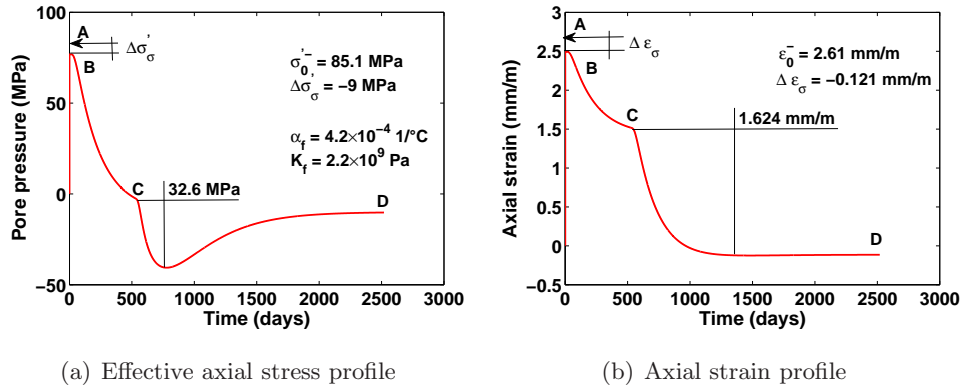 100
50
0
−50
0
500
1000
1500
2000
2500
3000
Time (days)
Pore pressure (MPa)
A
Δσσ'
B
σ0'− = 85.1 MPa
Δσσ' = −9 MPa
αf = 4.2×10−4 1/°C
Kf = 2.2×109 Pa
C
32.6 MPa
D
(a) Effective axial stress profile
3
2.5
2
1.5
1
0.5
0
−0.5
0
500
1000
1500
2000
2500
3000
Time (days)
Axial strain (mm/m)
A
Δ εσ
B
ε0− = 2.61 mm/m
Δ εσ = −0.121 mm/m
C
1.624 mm/m
D
(b) Axial strain profile